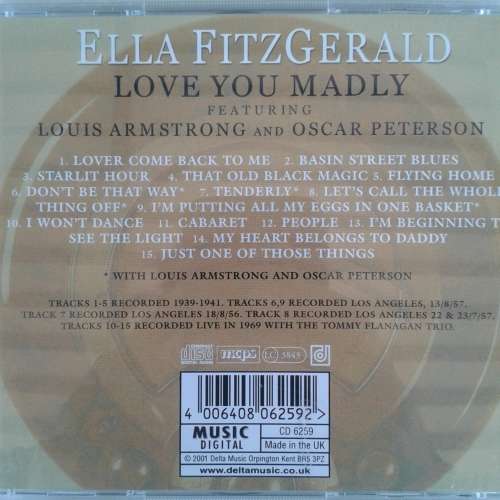 ELLA FITZGERALD
LOVE YOU MADLY
FEATURING
LOUIS ARMSTRONG AND OSCAR PETERSON
1. LOVER COME BACK TO ME 2. BASIN STREET BLUES
3. STARLIT HOUR 4. THAT OLD BLACK MAGIC 5. FLYING HOME
6. DON'T BE THAT WAY* 7. TENDERLY* 8. LET'S CALL THE WHOL
THING OFF* 9. I'M PUTTING ALL MY EGGS IN ONE BASKET*
10. I WON'T DANCE 11. CABARET 12. PEOPLE 13. I'M BEGINNING T
SEE THE LIGHT 14. MY HEART BELONGS TO DADDY
15. JUST ONE OF THOSE THINGS
* WITH LOUIS ARMSTRONG AND OSCAR PETERSON
TRACKS 1-5 RECORDED 1939-1941. TRACKS 6,9 RECORDED LOS ANGELES, 13/8/57.
TRACK 7 RECORDED LOS ANGELES 18/8/56. TRACK 8 RECORDED LOS ANGELES 22 & 23/7/57.
TRACKS 10-15 RECORDED LIVE IN 1969 WITH THE TOMMY FLANAGAN TRIO.
disc mcps LC 3843
4 006408 062592 >
MUSIC DIGITAL
CD 6259
Made in the UK
© 2001 Delta Music Orpington Kent BR5 3PZ
www.deltamusic.co.uk